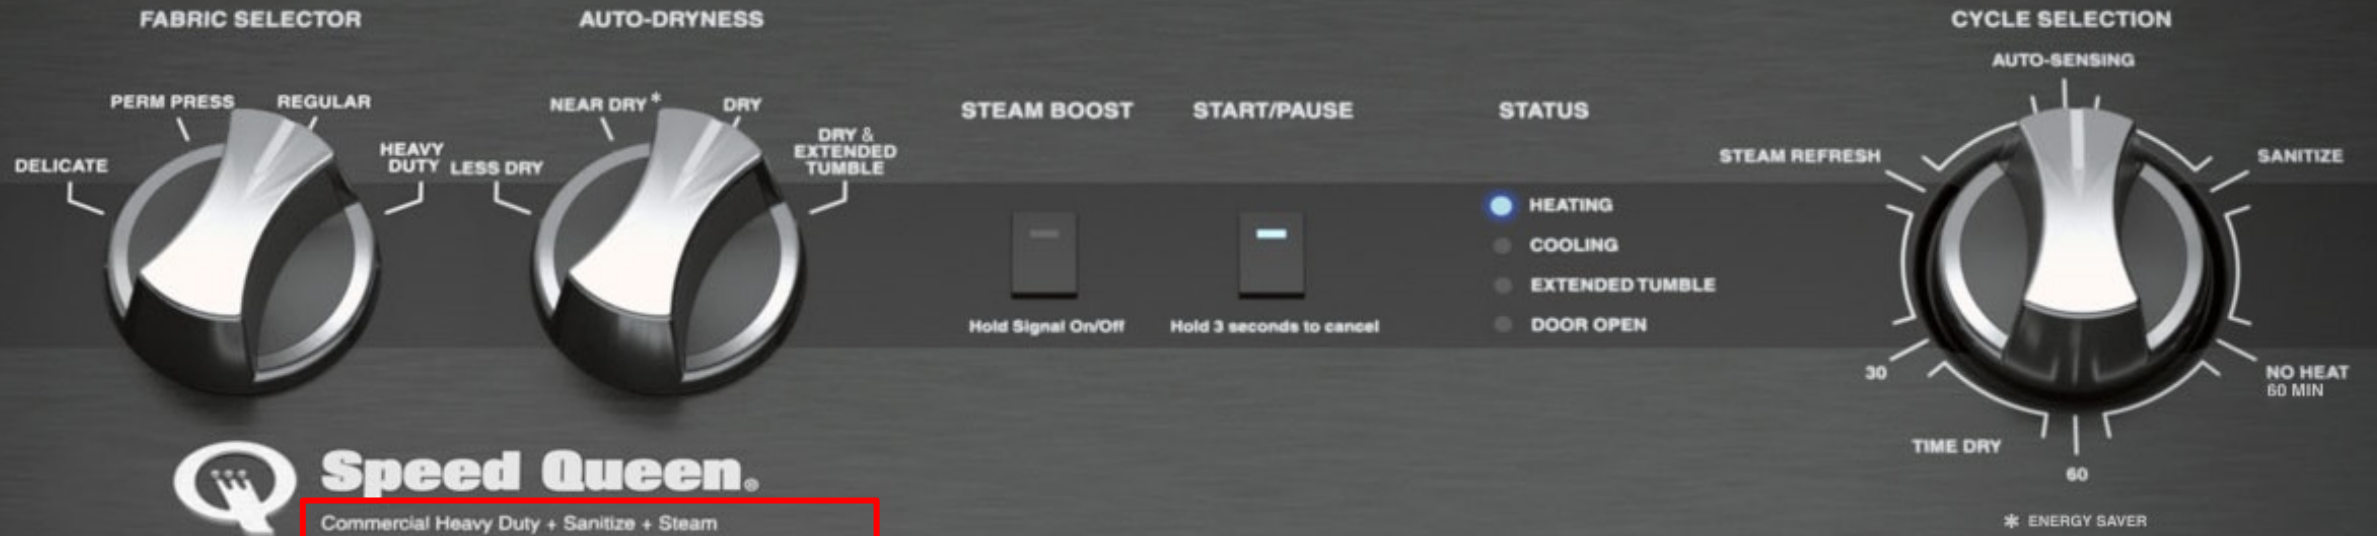 FABRIC SELECTOR
PERM PRESS
REGULAR
DELICATE
HEAVY
DUTY
AUTO-DRYNESS
NEAR DRY*
DRY
LESS DRY
DRY &
EXTENDED
TUMBLE
STEAM BOOST
Hold Signal On/Off
START/PAUSE
Hold 3 seconds to cancel
STATUS
HEATING
COOLING
EXTENDED TUMBLE
DOOR OPEN
CYCLE SELECTION
AUTO-SENSING
STEAM REFRESH
SANITIZE
30
NO HEAT
60 MIN
TIME DRY
60
* ENERGY SAVER
Speed Queen®
Commercial Heavy Duty + Sanitize + Steam